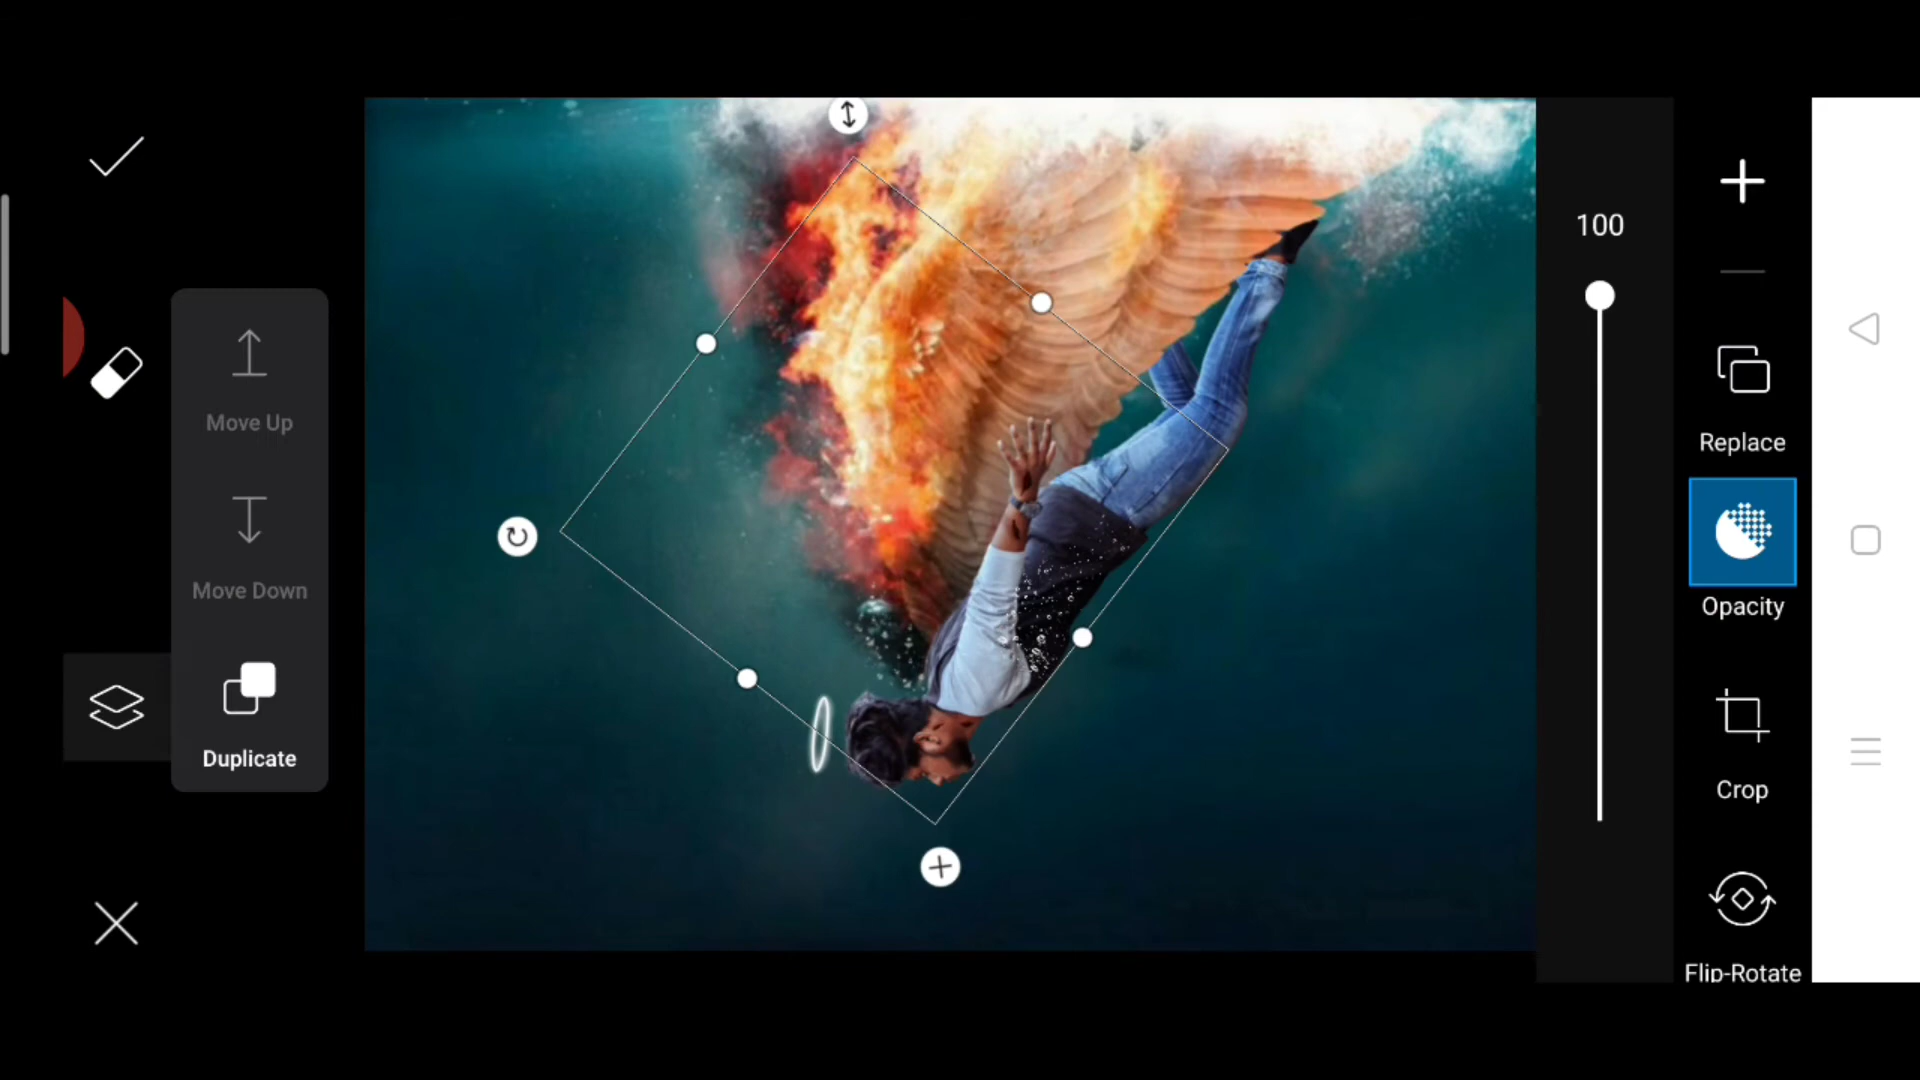 Move Up
Move Down
Duplicate
100
Replace
Opacity
Crop
Flip-Rotate